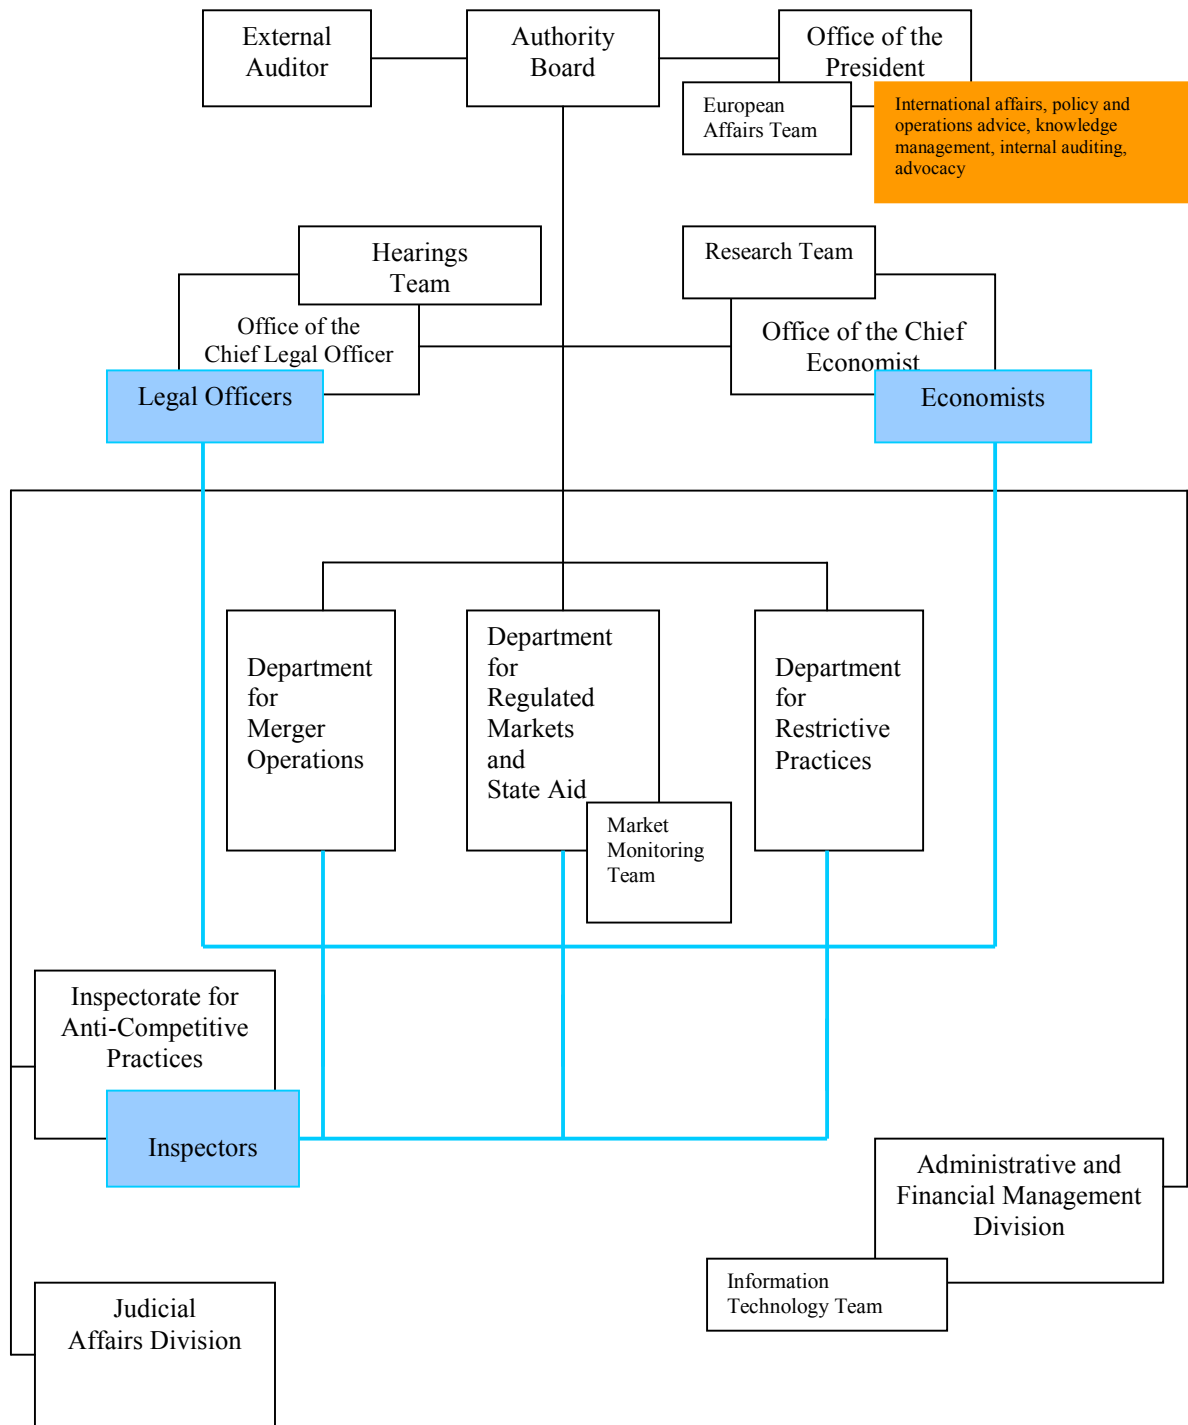 External
Auditor
Authority
Board
Office of the
President
European
Affairs Team
International affairs, policy and
operations advice, knowledge
management, internal auditing,
advocacy
Hearings
Team
Research Team
Office of the
Chief Legal Officer
Office of the Chief
Economist
Legal Officers
Economists
Department
for
Merger
Operations
Department
for
Regulated
Markets
and
State Aid
Department
for
Restrictive
Practices
Market
Monitoring
Team
Inspectorate for
Anti-Competitive
Practices
Inspectors
Administrative and
Financial Management
Division
Information
Technology Team
Judicial
Affairs Division